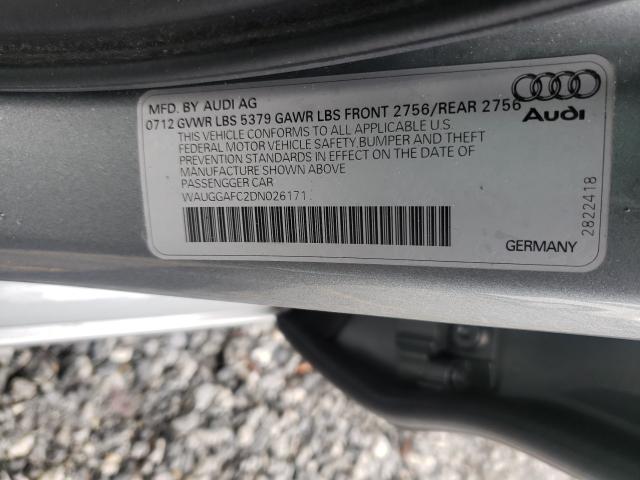 MFD. BY AUDI AG
0712 GVWR LBS 5379 GAWR LBS FRONT 2756/REAR 2756
THIS VEHICLE CONFORMS TO ALL APPLICABLE U.S.
FEDERAL MOTOR VEHICLE SAFETY, BUMPER AND THEFT
PREVENTION STANDARDS IN EFFECT ON THE DATE OF
MANUFACTURE SHOWN ABOVE
PASSENGGER CAR
WAUGGAFC2DN026171
Audi
2822418
GERMANY